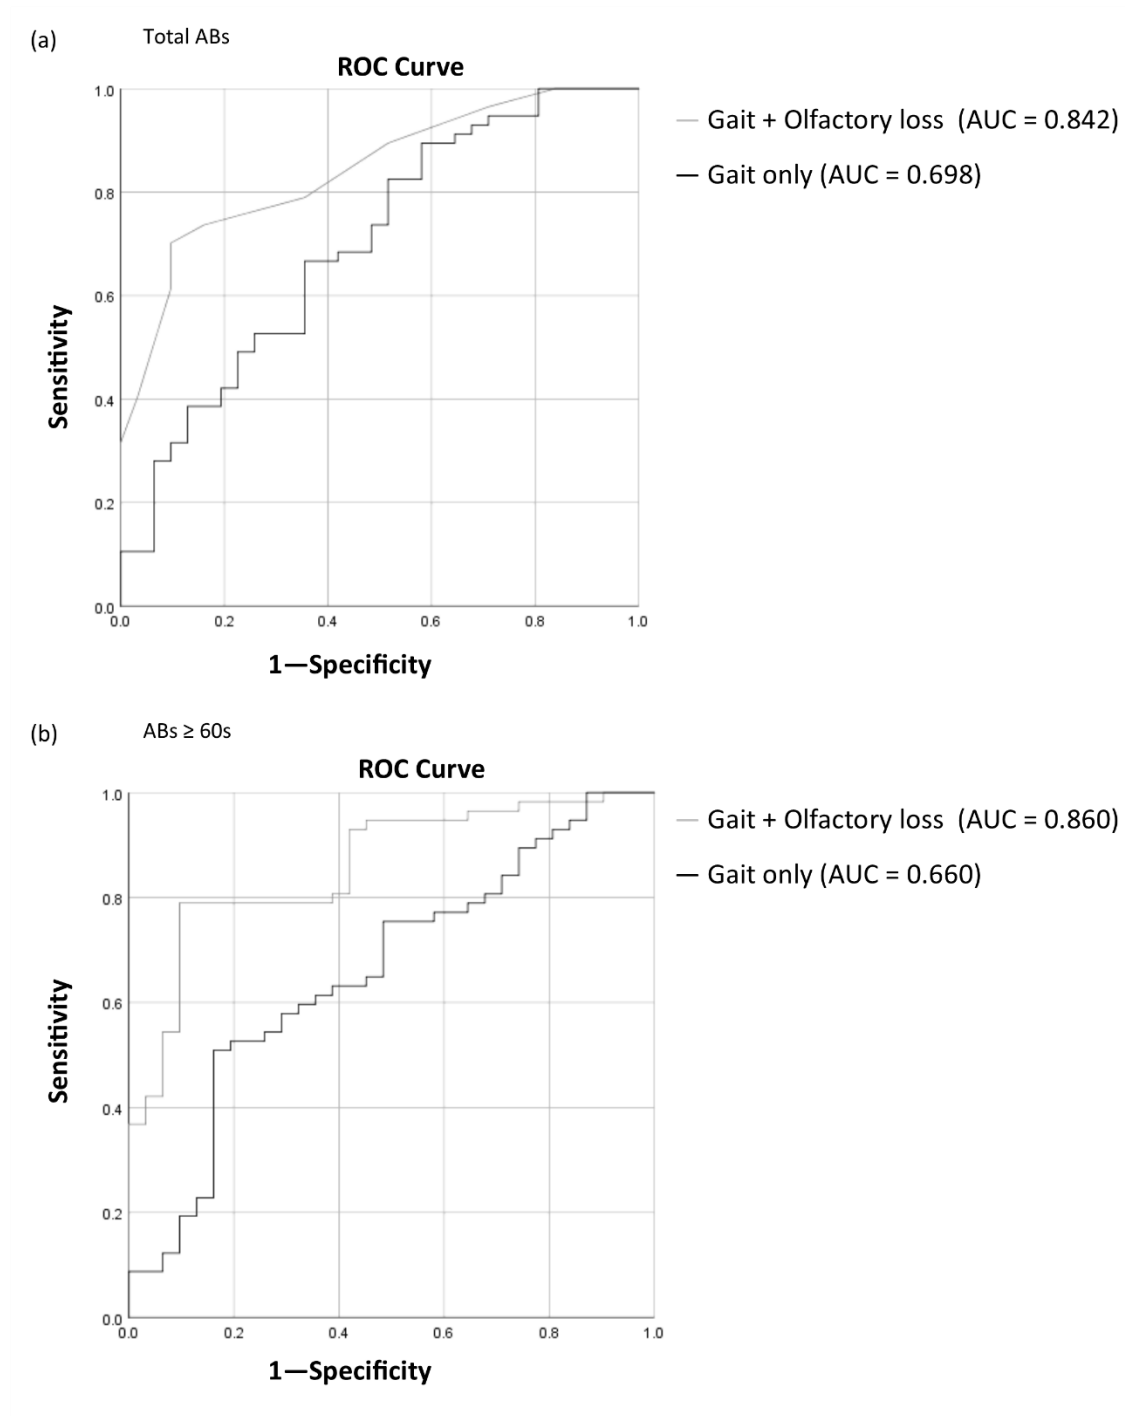 (a)
Total ABs
ROC Curve
Gait + Olfactory loss (AUC = 0.842)
Gait only (AUC = 0.698)
1.0
0.8
0.6
0.4
0.2
0.0
Sensitivity
0.0 0.2 0.4 0.6 0.8 1.0
1—Specificity
(b)
ABs ≥ 60s
ROC Curve
Gait + Olfactory loss (AUC = 0.860)
Gait only (AUC = 0.660)
1.0
0.8
0.6
0.4
0.2
0.0
Sensitivity
0.0 0.2 0.4 0.6 0.8 1.0
1—Specificity